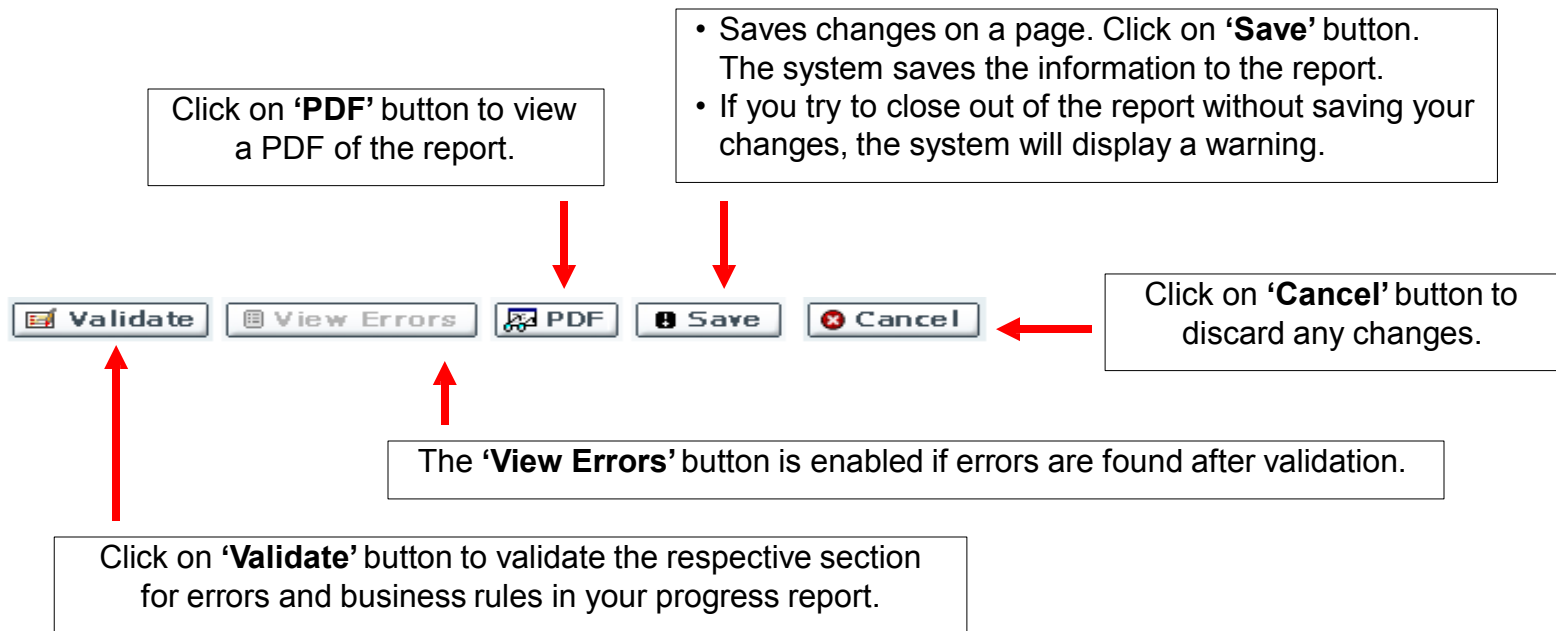 • Saves changes on a page. Click on ‘Save’ button.
The system saves the information to the report.
• If you try to close out of the report without saving your
changes, the system will display a warning.
Click on ‘PDF’ button to view
a PDF of the report.
Validate
View Errors
PDF
Save
Cancel
Click on ‘Cancel’ button to
discard any changes.
The ‘View Errors’ button is enabled if errors are found after validation.
Click on ‘Validate’ button to validate the respective section
for errors and business rules in your progress report.